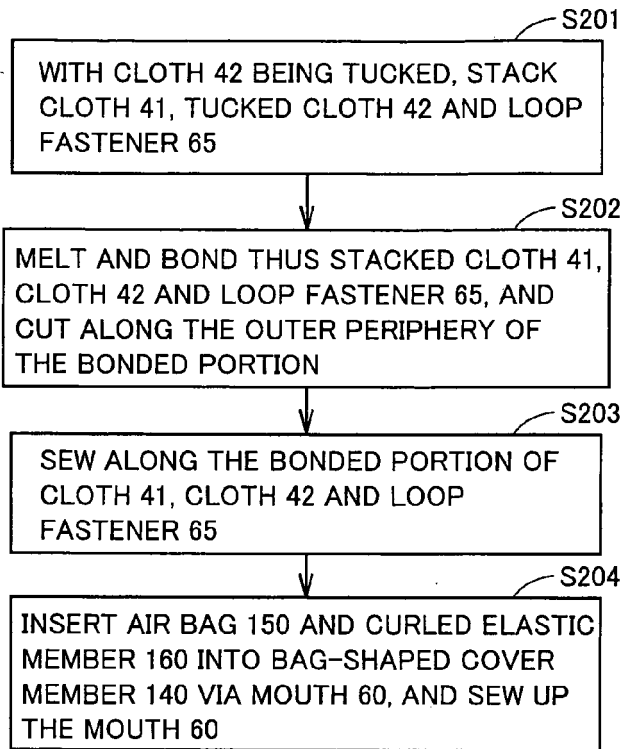 S201
WITH CLOTH 42 BEING TUCKED, STACK
CLOTH 41, TUCKED CLOTH 42 AND LOOP
FASTENER 65
S202
MELT AND BOND THUS STACKED CLOTH 41,
CLOTH 42 AND LOOP FASTENER 65, AND
CUT ALONG THE OUTER PERIPHERY OF
THE BONDED PORTION
S203
SEW ALONG THE BONDED PORTION OF
CLOTH 41, CLOTH 42 AND LOOP
FASTENER 65
S204
INSERT AIR BAG 150 AND CURLED ELASTIC
MEMBER 160 INTO BAG-SHAPED COVER
MEMBER 140 VIA MOUTH 60, AND SEW UP
THE MOUTH 60